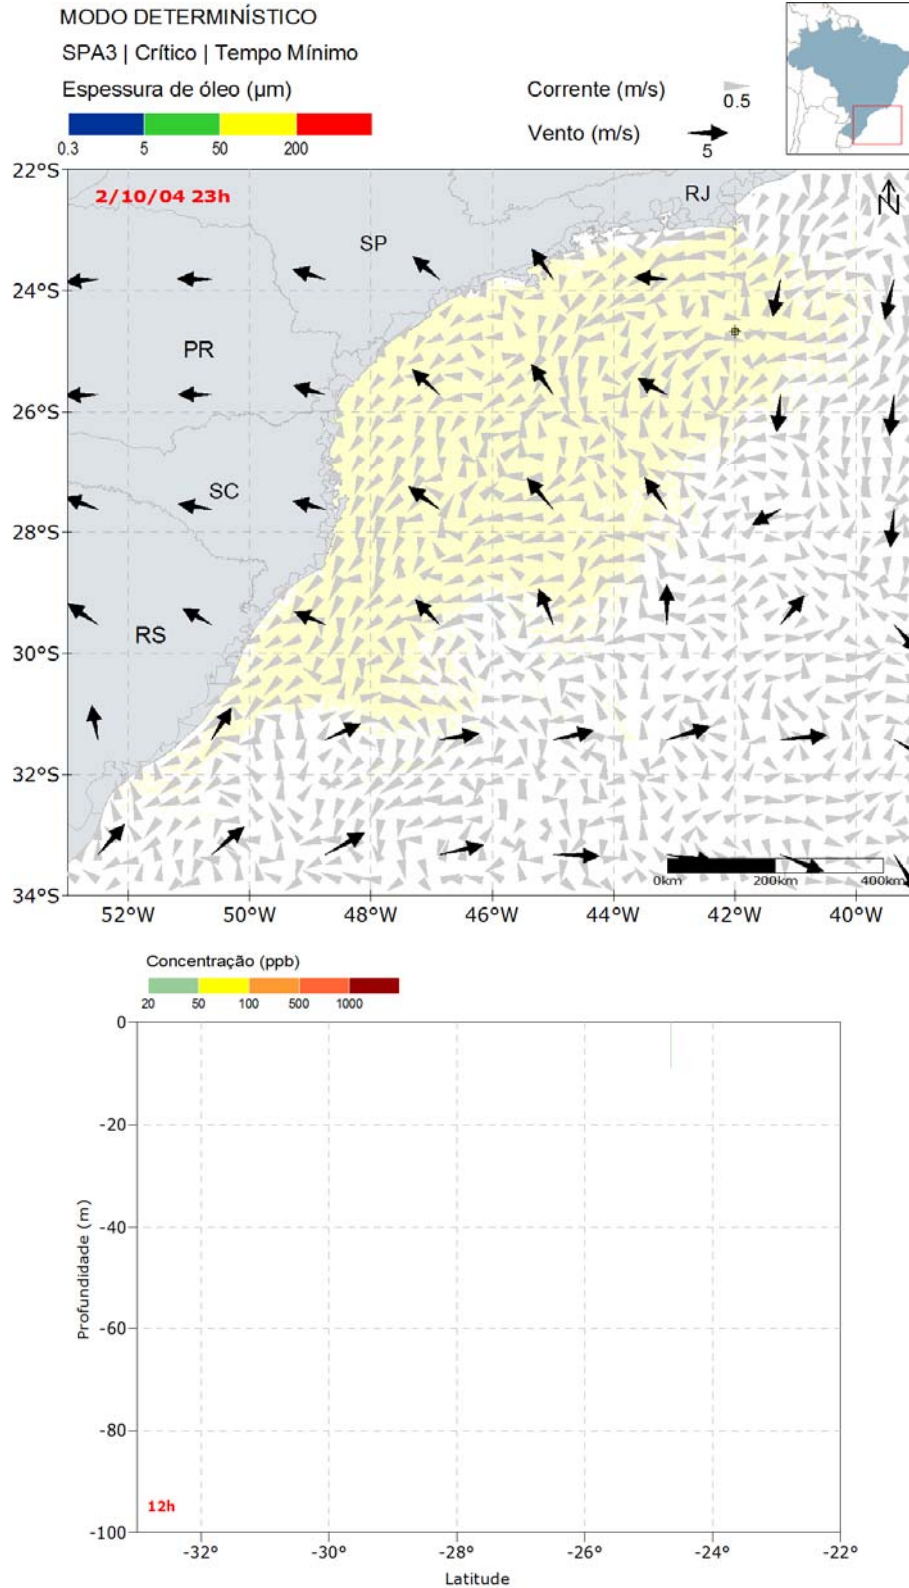 MODO DETERMINÍSTICO
SPA3 | Crítico | Tempo Mínimo
Espessura de óleo (µm)
0.3 5 50 200
Corrente (m/s) 0.5
Vento (m/s) 5
22°S
24°S
26°S
28°S
30°S
32°S
34°S
2/10/04 23h
RJ
N
SP
PR
SC
RS
0km 200km 400km
52°W 50°W 48°W 46°W 44°W 42°W 40°W
Concentração (ppb)
20 50 100 500 1000
0
-20
-40
-60
-80
-100
Profundidade (m)
12h
-32° -30° -28° -26° -24° -22°
Latitude